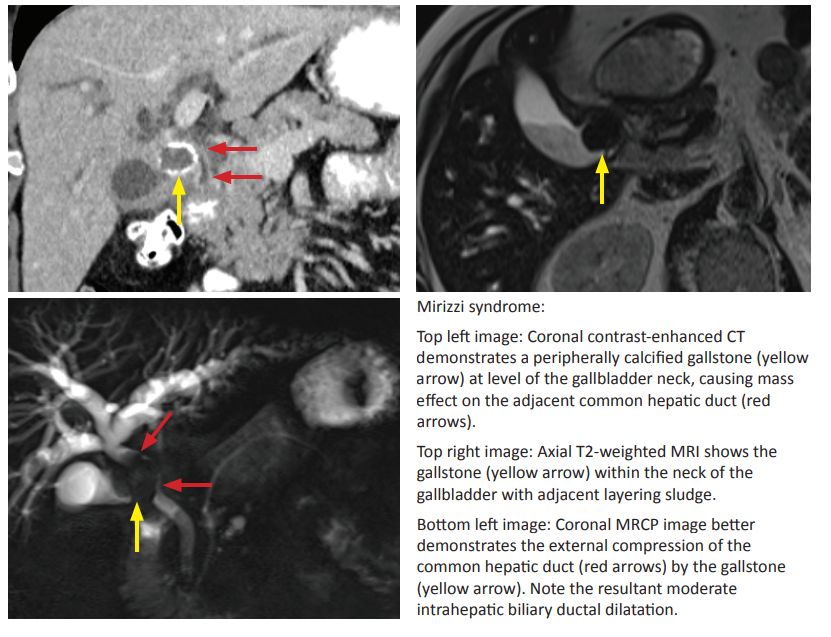 Mirizzi syndrome:
Top left image: Coronal contrast-enhanced CT
demonstrates a peripherally calcified gallstone (yellow
arrow) at level of the gallbladder neck, causing mass
effect on the adjacent common hepatic duct (red
arrows).
Top right image: Axial T2-weighted MRI shows the
gallstone (yellow arrow) within the neck of the
gallbladder with adjacent layering sludge.
Bottom left image: Coronal MRCP image better
demonstrates the external compression of the
common hepatic duct (red arrows) by the gallstone
(yellow arrow). Note the resultant moderate
intrahepatic biliary ductal dilatation.